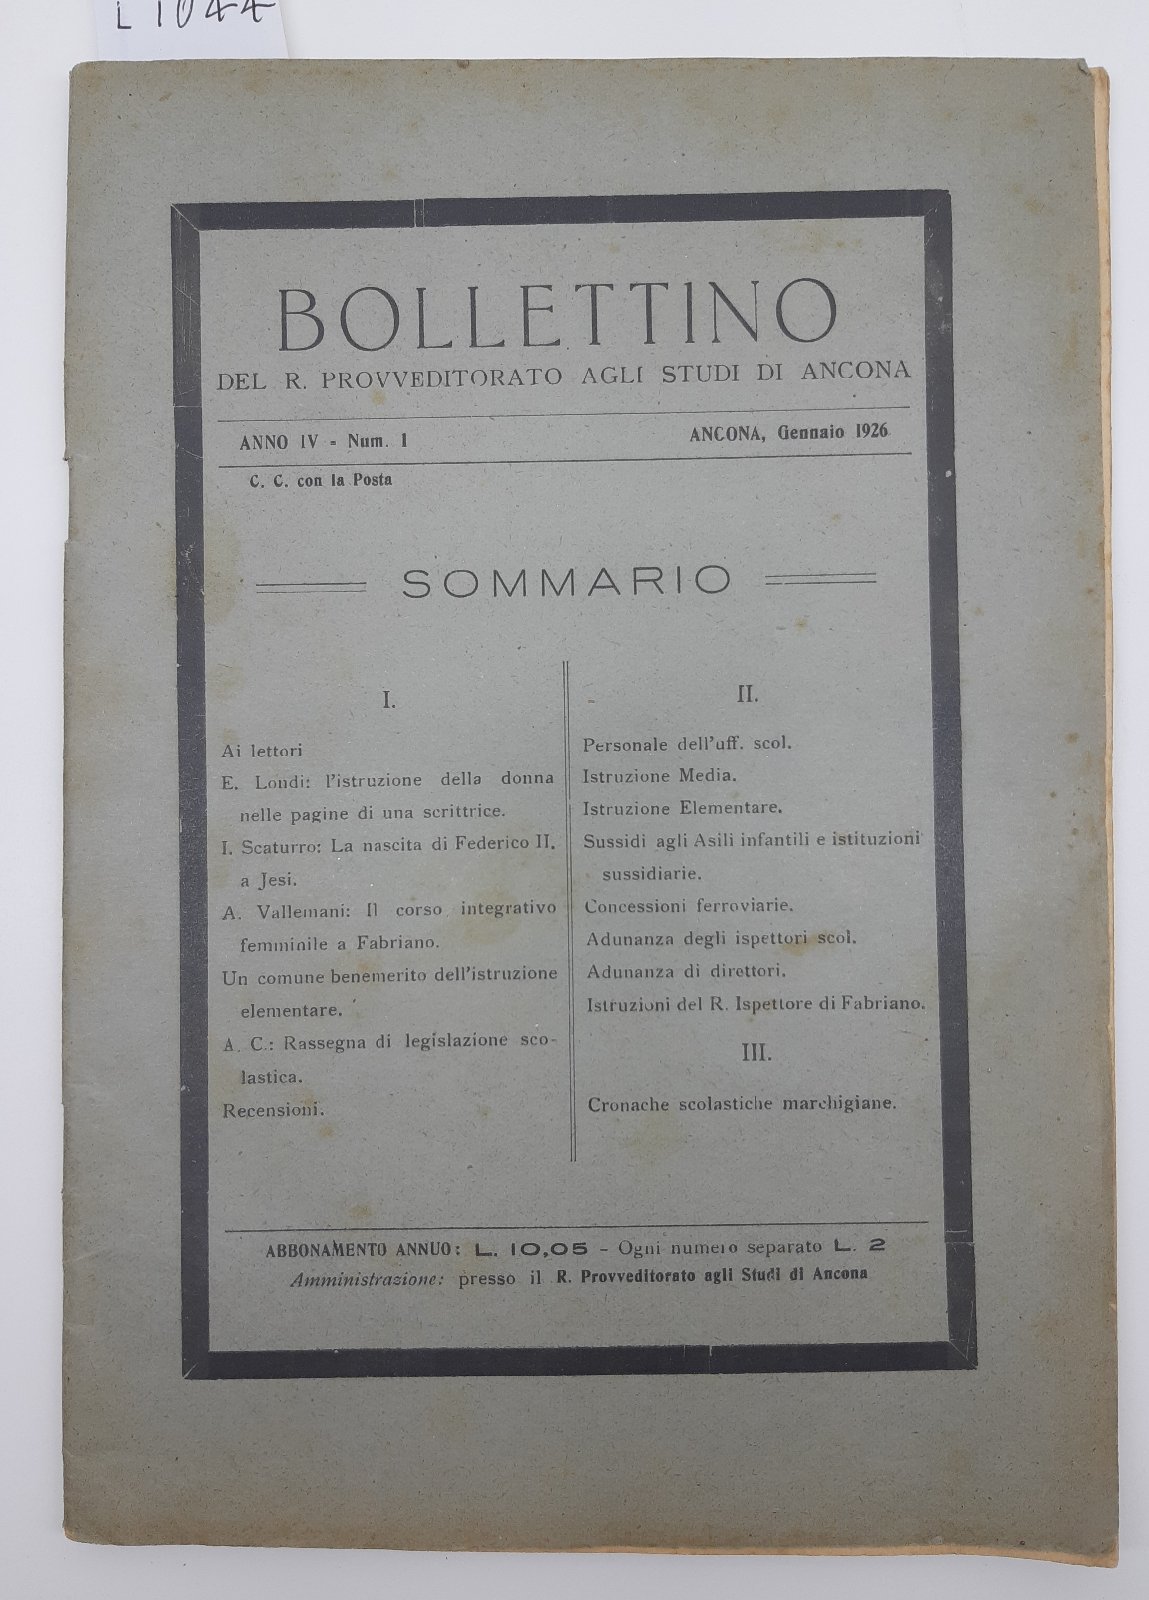 L 1044
BOLLETTINO
DEL R. PROVVEDITORATO AGLI STUDI DI ANCONA
ANNO IV - Num. 1
ANCONA, Gennaio 1926
C. C. con la Posta
SOMMARIO
I.
Ai lettori
E. Londi: l'istruzione della donna
nelle pagine di una scrittrice.
I. Scaturro: La nascita di Federico II.
a Jesi.
A. Vallemani: Il corso integrativo
femminile a Fabriano.
Un comune benemerito dell'istruzione
elementare.
A. C.: Rassegna di legislazione sco-
lastica.
Recensioni.
II.
Personale dell'uff. scol.
Istruzione Media.
Istruzione Elementare.
Sussidi agli Asili infantili e istituzioni
sussidiarie.
Concessioni ferroviarie.
Adunanza degli ispettori scol.
Adunanza di direttori.
Istruzioni del R. Ispettore di Fabriano.
III.
Cronache scolastiche marchigiane.
ABBONAMENTO ANNUO: L. 10,05 - Ogni numero separato L. 2
Amministrazione: presso il R. Provveditorato agli Studi di Ancona